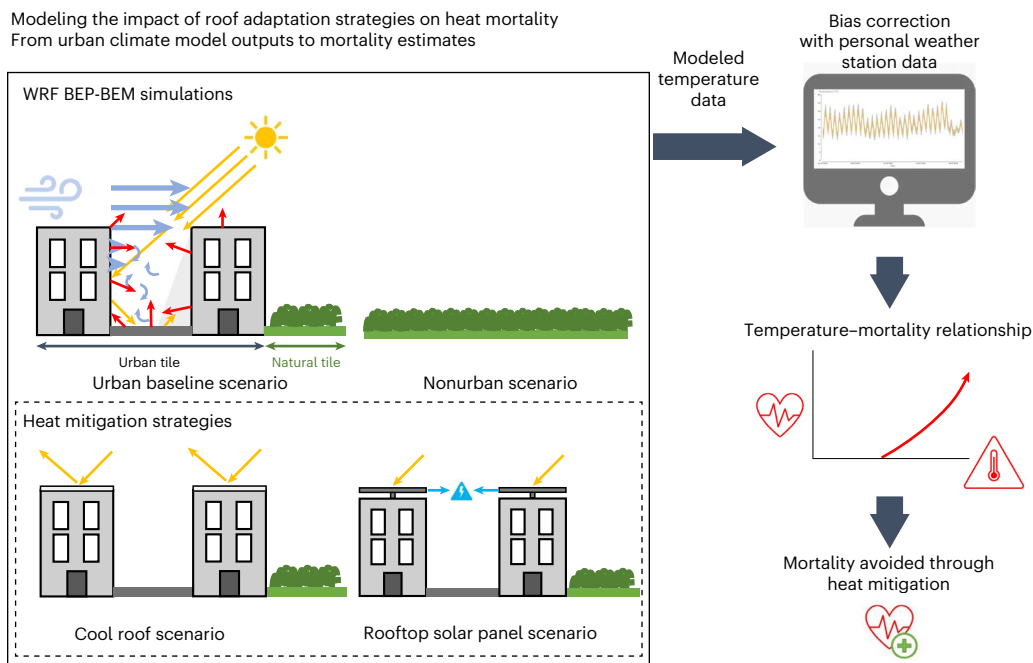 Modeling the impact of roof adaptation strategies on heat mortality
From urban climate model outputs to mortality estimates
WRF BEP-BEM simulations
Urban tile
Natural tile
Urban baseline scenario
Nonurban scenario
Heat mitigation strategies
Cool roof scenario
Rooftop solar panel scenario
Modeled
temperature
data
Bias correction
with personal weather
station data
Temperature–mortality relationship
Mortality avoided through
heat mitigation